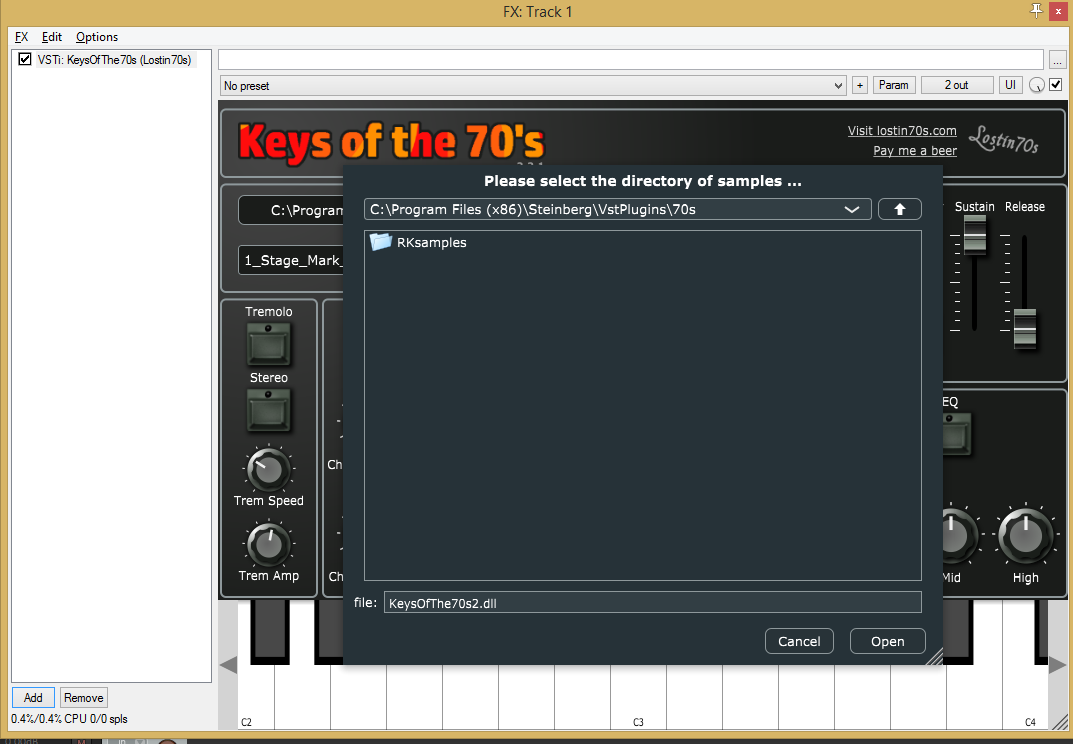 FX: Track 1
FX Edit Options
VSTi: KeysOfThe70s (Lostin70s)
...
No preset + Param 2 out UI
Keys of the 70's
Visit lostin70s.com
Pay me a beer
Lostin70s
Please select the directory of samples ...
C:\Program
C:\Program Files (x86)\Steinberg\VstPlugins\70s
Sustain Release
RKsamples
1_Stage_Mark_
Tremolo
Stereo
EQ
Ch
Trem Speed
Trem Amp
Ch
Mid
High
file: KeysOfThe70s2.dll
Cancel Open
Add Remove
0.4%/0.4% CPU 0/0 spls
C2 C3 C4